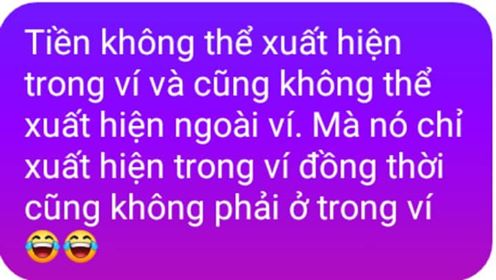 Tiền không thể xuất hiện
trong ví và cũng không thể
xuất hiện ngoài ví. Mà nó chỉ
xuất hiện trong ví đồng thời
cũng không phải ở trong ví
😂😂